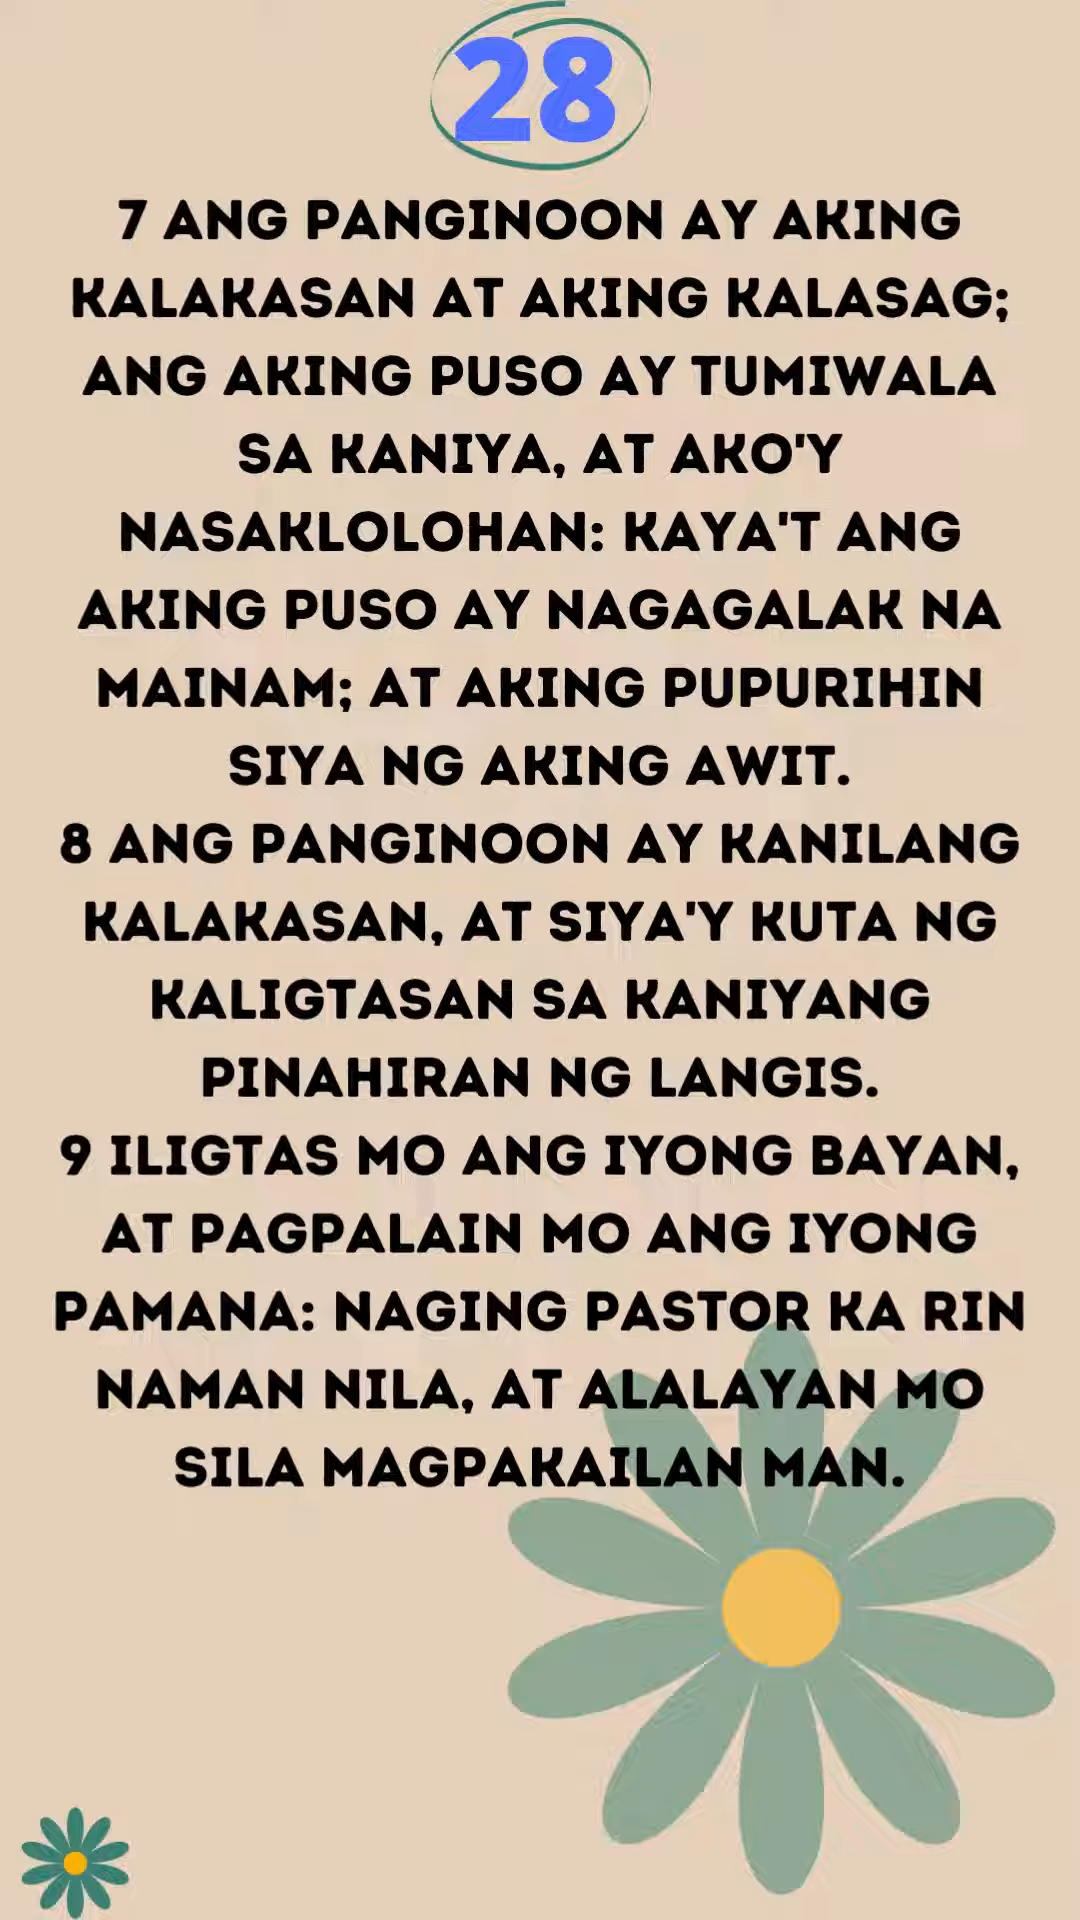 28
7 ANG PANGINOON AY AKING
KALAKASAN AT AKING KALASAG;
ANG AKING PUSO AY TUMIWALA
SA KANIYA, AT AKO'Y
NASAKLOLOHAN: KAYA'T ANG
AKING PUSO AY NAGAGALAK NA
MAINAM; AT AKING PUPURIHIN
SIYA NG AKING AWIT.
8 ANG PANGINOON AY KANILANG
KALAKASAN, AT SIYA'Y KUTA NG
KALIGTASAN SA KANIYANG
PINAHIRAN NG LANGIS.
9 ILIGTAS MO ANG IYONG BAYAN,
AT PAGPALAIN MO ANG IYONG
PAMANA: NAGING PASTOR KA RIN
NAMAN NILA, AT ALALAYAN MO
SILA MAGPAKAILAN MAN.